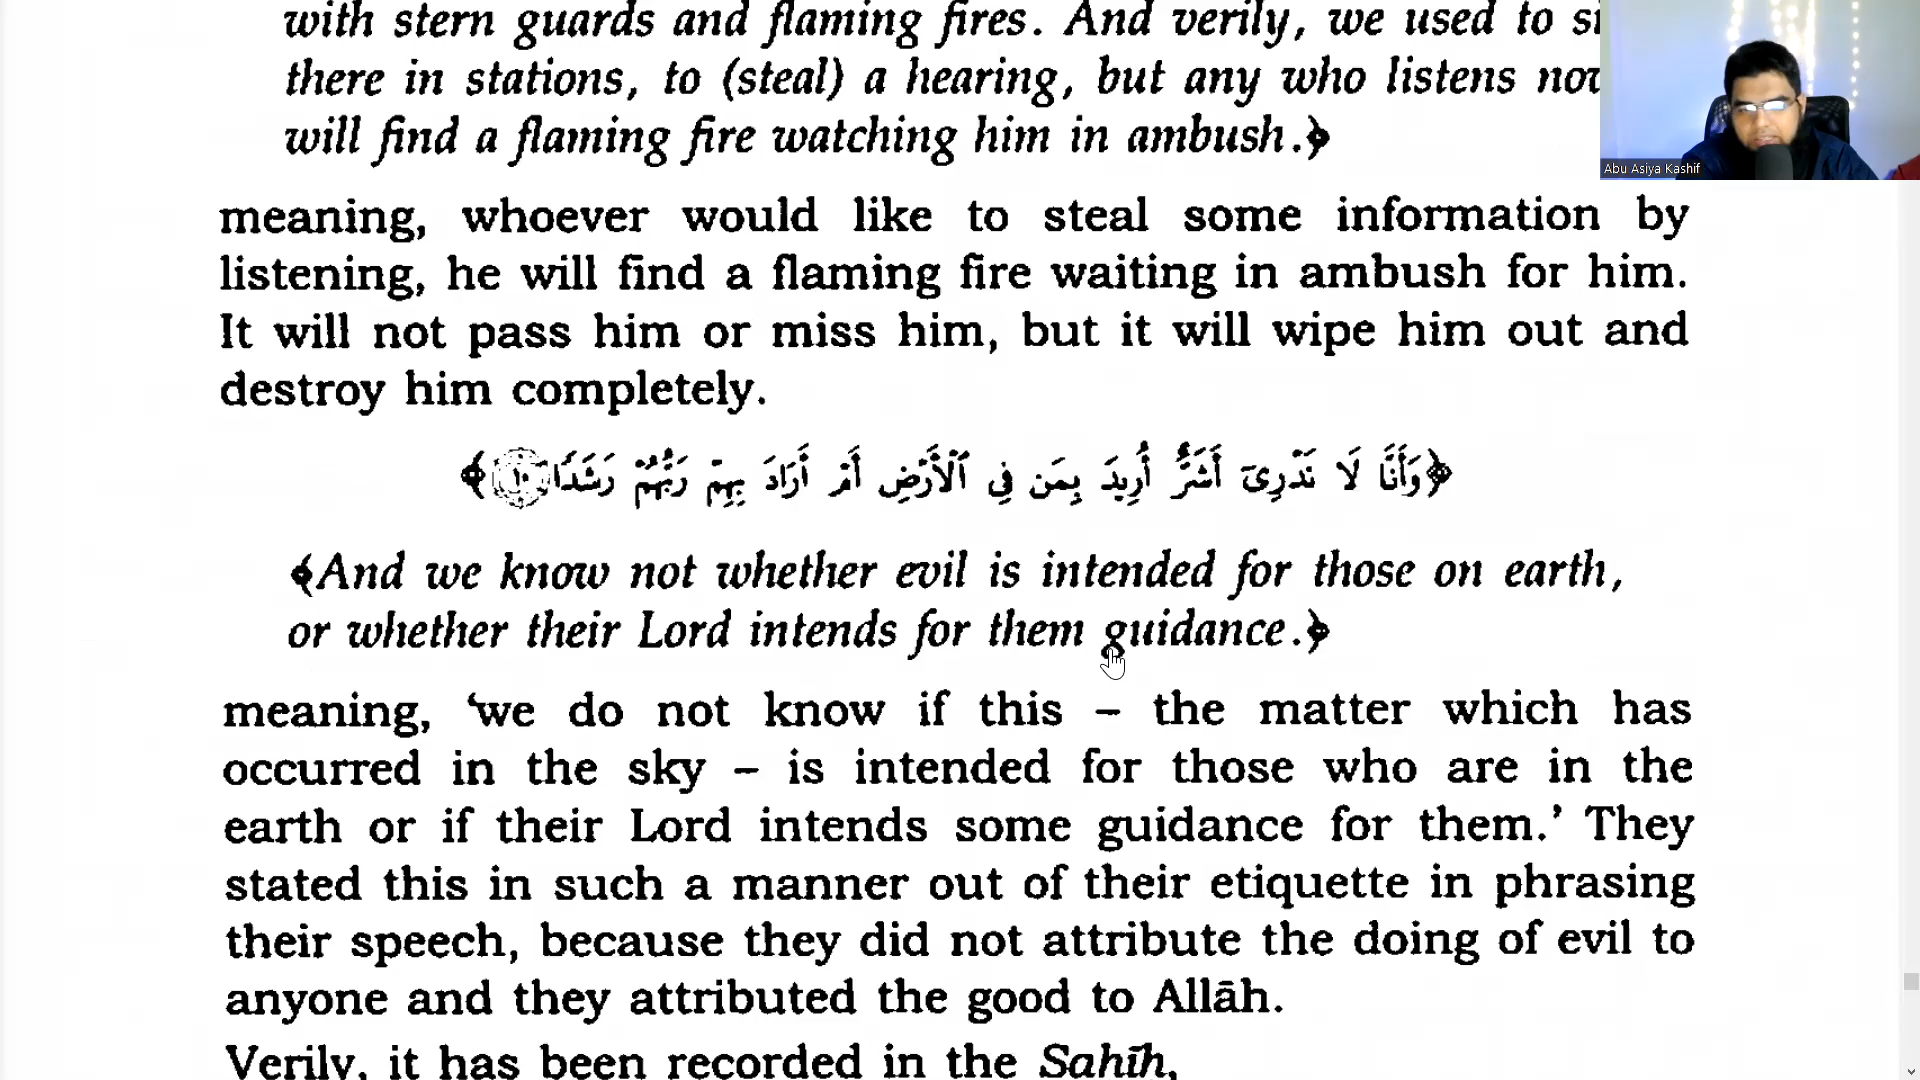 with stern guards and flaming fires. And verily, we used to
there in stations, to (steal) a hearing, but any who listens
will find a flaming fire watching him in ambush.﴿
Abu Asiya Kashif
meaning, whoever would like to steal some information by
listening, he will find a flaming fire waiting in ambush for him.
It will not pass him or miss him, but it will wipe him out and
destroy him completely.
﴿وَأَنَّا لَا نَدْرِىٓ أَشَرٌّ أُرِيدَ بِمَن فِى ٱلْأَرْضِ أَمْ أَرَادَ بِهِمْ رَبُّهُمْ رَشَدًا ١٠﴾
﴾And we know not whether evil is intended for those on earth,
or whether their Lord intends for them guidance.﴿
meaning, ‘we do not know if this – the matter which has
occurred in the sky – is intended for those who are in the
earth or if their Lord intends some guidance for them.’ They
stated this in such a manner out of their etiquette in phrasing
their speech, because they did not attribute the doing of evil to
anyone and they attributed the good to Allāh.
Verily, it has been recorded in the Sahīh,